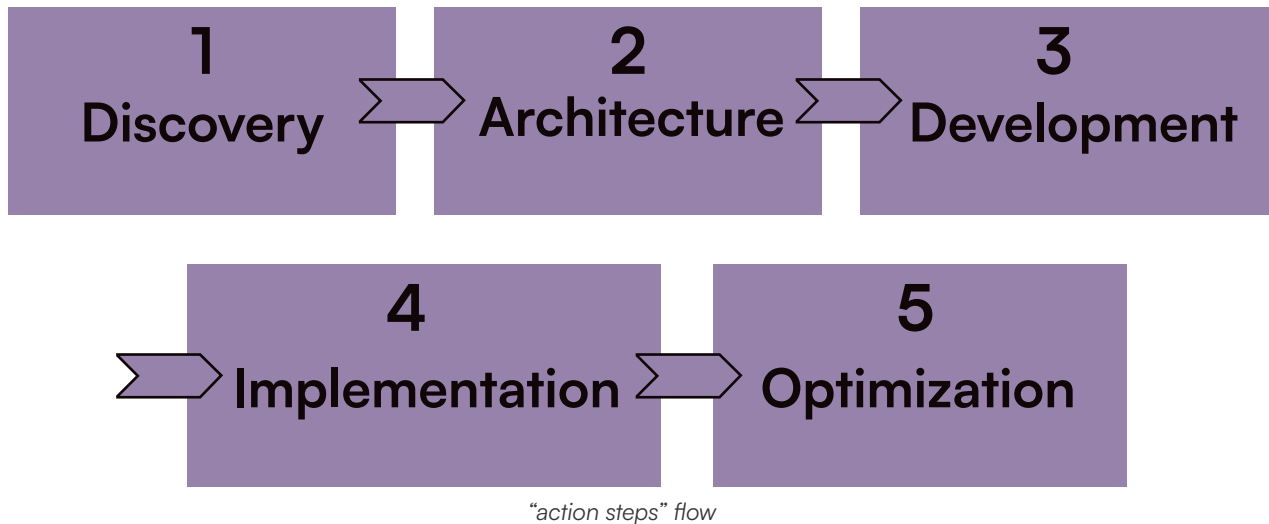 1
Discovery
2
Architecture
3
Development
4
Implementation
5
Optimization
“action steps” flow